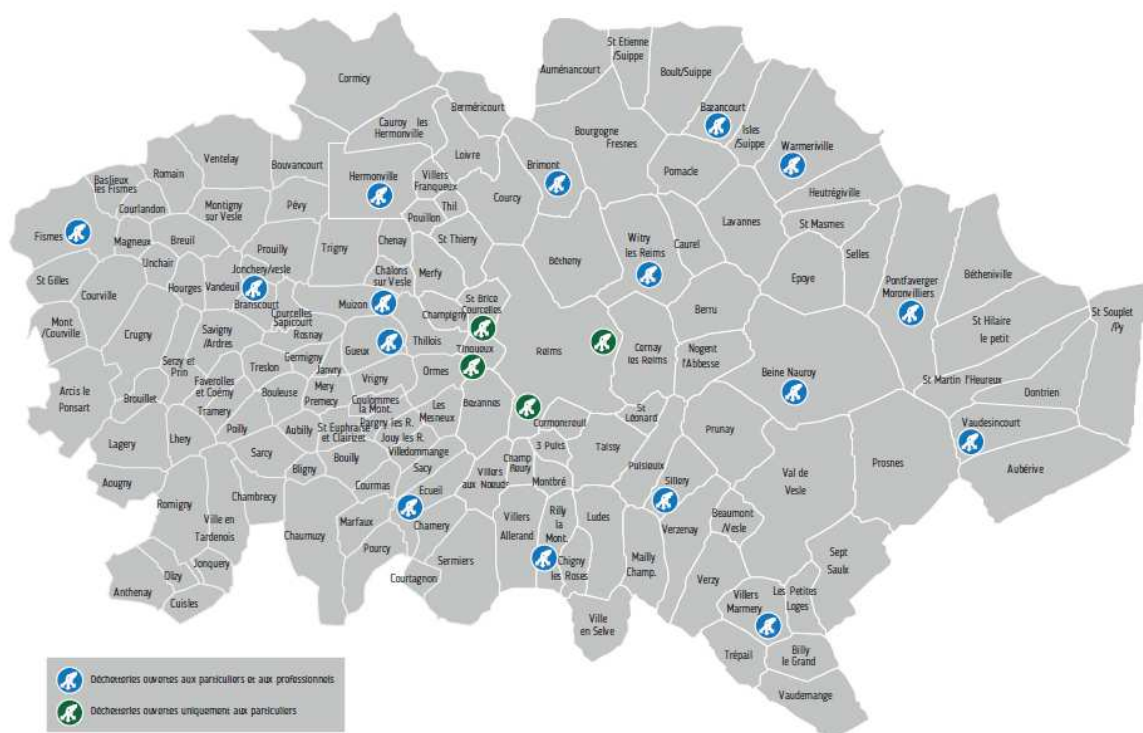 St Etienne
/Suippe
Auménancourt
Boult/Suippe
Cormicy
Berméricourt
Bazancourt
Isles
/Suippe
Cauroy les
Hermonville
Bourgogne
Fresnes
Warmeriville
Loivre
Ventelay
Bouvancourt
Brimont
Pomacle
Romain
Baslieux
les Fismes
Hermonville
Villers
Franqueux
Heutrégiville
Courcy
Courlandon
Montigny
sur Vesle
Pévy
Thil
Pouillon
Lavannes
St Masmes
Fismes
Magneux
Breuil
Prouilly
Trigny
Chenay
St Thierry
Witry
les Reims
Caurel
Selles
Unchair
Bétheny
Jonchery/vesle
Châlons
sur Vesle
Merfy
Epoye
Pontfaverger
Moronvilliers
Bétheniville
St Gilles
Courville
Hourges
Vandeuil
Branscourt
Muizon
St Brice
Courcelles
Courcelles
Sapicourt
Champigny
Berru
St Souplet
/Py
Mont
/Courville
Crugny
Savigny
/Ardres
Rosnay
Gueux
Thillois
Tinqueux
Reims
Cernay
les Reims
Nogent
l'Abbesse
St Hilaire
le petit
Serzy et
Prin
Treslon
Germigny
Janvry
Vrigny
Ormes
Beine Nauroy
St Martin l'Heureux
Dontrien
Arcis le
Ponsart
Brouillet
Faverolles
et Coëmy
Bouleuse
Mery
Premecy
Coulommes
la Mont.
Les
Mesneux
Bezannes
Cormontreuil
St
Léonard
Tramery
Poilly
Aubilly
St Euphraise
et Clairizet
Pargny les R.
Jouy les R.
Villedommange
3 Puits
Taissy
Prunay
Vaudesincourt
Lagery
Lhery
Sarcy
Bligny
Bouilly
Sacy
Villers
aux Nœuds
Champ
fleury
Montbré
Puisieulx
Sillery
Val de
Vesle
Prosnes
Aubérive
Aougny
Romigny
Chambrecy
Courmas
Ecueil
Chamery
Villers
Allerand
Rilly
la
Mont.
Ludes
Verzenay
Beaumont
/Vesle
Ville en
Tardenois
Chaumuzy
Marfaux
Pourcy
Sermiers
Chigny
les Roses
Mailly
Champ.
Verzy
Sept
Saulx
Anthenay
Olizy
Jonquery
Cuisles
Courtagnon
Ville
en Selve
Villers
Marmery
Les Petites
Loges
Trépail
Billy
le Grand
Vaudemange
Déchetteries ouvertes aux particuliers et aux professionnels
Déchetteries ouvertes uniquement aux particuliers